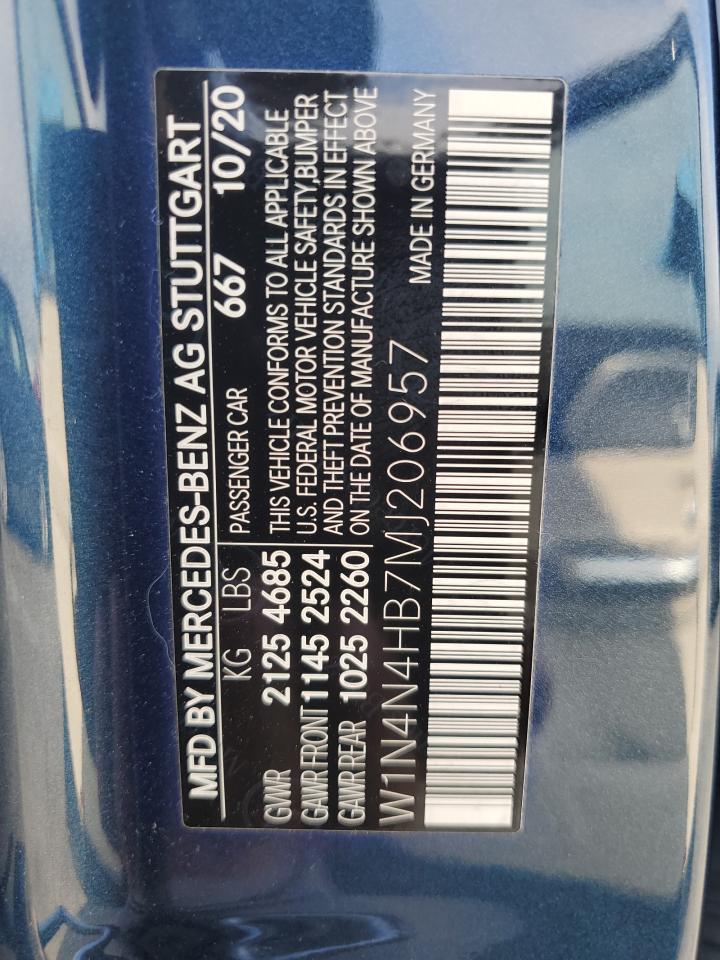 MFD BY MERCEDES-BENZ AG STUTTGART
KG LBS PASSENGER CAR 667 10/20
GWR 2125 4685
GAWR FRONT 1145 2524
GAWR REAR 1025 2260
THIS VEHICLE CONFORMS TO ALL APPLICABLE
U.S. FEDERAL MOTOR VEHICLE SAFETY,BUMPER
AND THEFT PREVENTION STANDARDS IN EFFECT
ON THE DATE OF MANUFACTURE SHOWN ABOVE
W1N4N4HB7MJ206957 MADE IN GERMANY